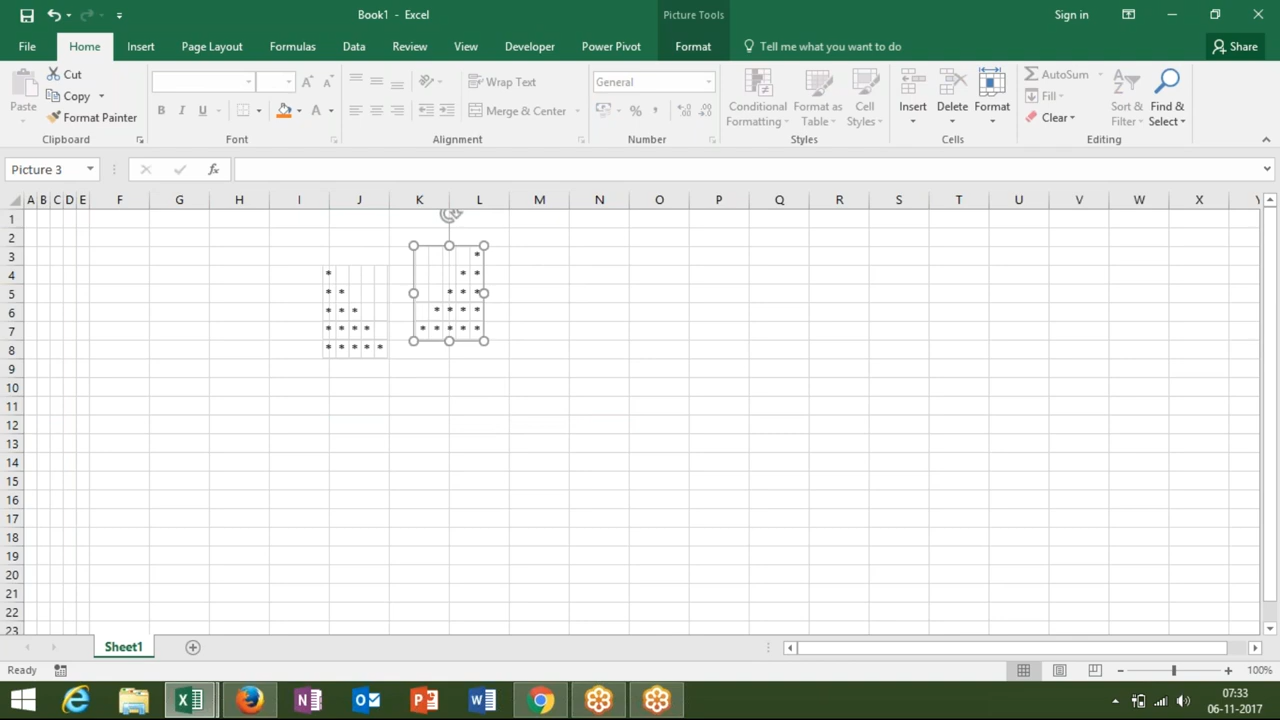 Book1 - Excel
Picture Tools
Sign in
File Home Insert Page Layout Formulas Data Review View Developer Power Pivot Format Tell me what you want to do Share
Paste
Cut
Copy
Format Painter
Clipboard
B I U
A A
A
Font
Wrap Text
Merge & Center
Alignment
General
% ,
Number
Conditional Formatting
Format as Table
Cell Styles
Styles
Insert
Delete
Format
Cells
AutoSum
Fill
Clear
Sort & Filter
Find & Select
Editing
Picture 3
fx
A B C D E F G H I J K L M N O P Q R S T U V W X Y
1
2
3 *
4 * * *
5 * * * * *
6 * * * * * * *
7 * * * * * * * * *
8 * * * * *
9
10
11
12
13
14
15
16
17
18
19
20
21
22
23
Sheet1
Ready
100%
07:33
06-11-2017